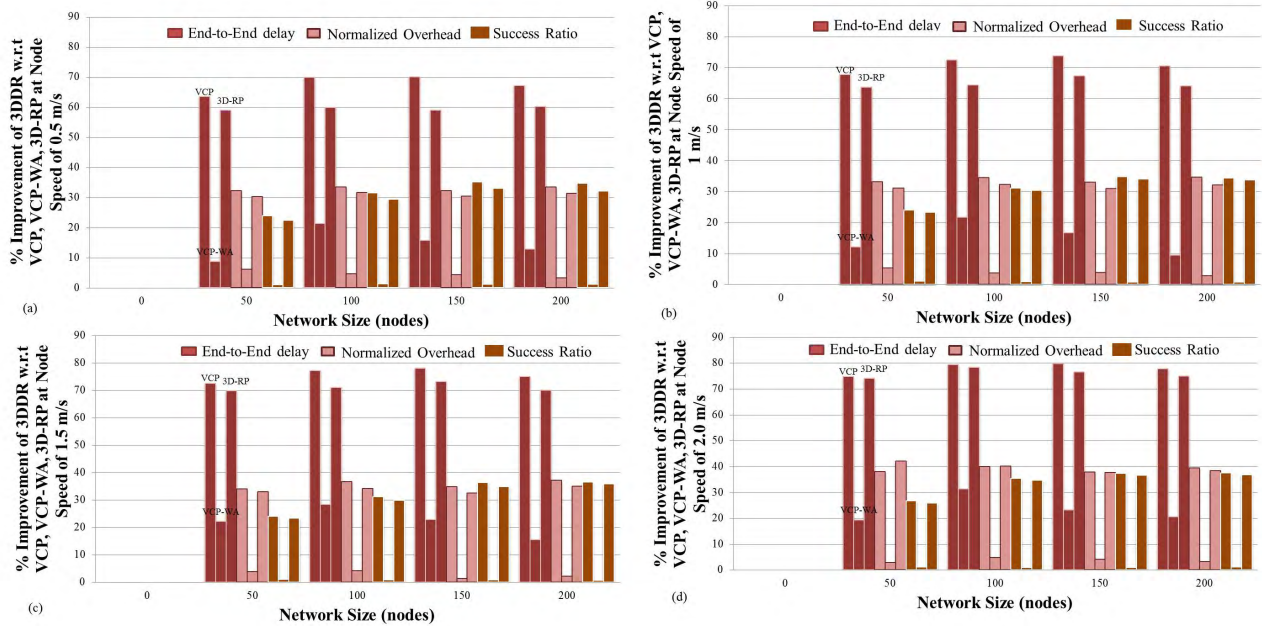 % Improvement of 3DDR w.r.t
VCP, VCP-WA, 3D-RP at Node
Speed of 0.5 m/s
90
80
70
60
50
40
30
20
10
0
End-to-End delay
Normalized Overhead
Success Ratio
VCP
3D-RP
VCP-WA
0
50
100
150
200
Network Size (nodes)
(a)
% Improvement of 3DDR w.r.t VCP,
VCP-WA, 3D-RP at Node Speed of
1 m/s
90
80
70
60
50
40
30
20
10
0
End-to-End delay
Normalized Overhead
Success Ratio
VCP
3D-RP
VCP-WA
0
50
100
150
200
Network Size (nodes)
(b)
% Improvement of 3DDR w.r.t
VCP, VCP-WA, 3D-RP at Node
Speed of 1.5 m/s
90
80
70
60
50
40
30
20
10
0
End-to-End delay
Normalized Overhead
Success Ratio
VCP
3D-RP
VCP-WA
0
50
100
150
200
Network Size (nodes)
(c)
% Improvement of 3DDR w.r.t
VCP, VCP-WA, 3D-RP at Node
Speed of 2.0 m/s
90
80
70
60
50
40
30
20
10
0
End-to-End delay
Normalized Overhead
Success Ratio
VCP
3D-RP
VCP-WA
0
50
100
150
200
Network Size (nodes)
(d)